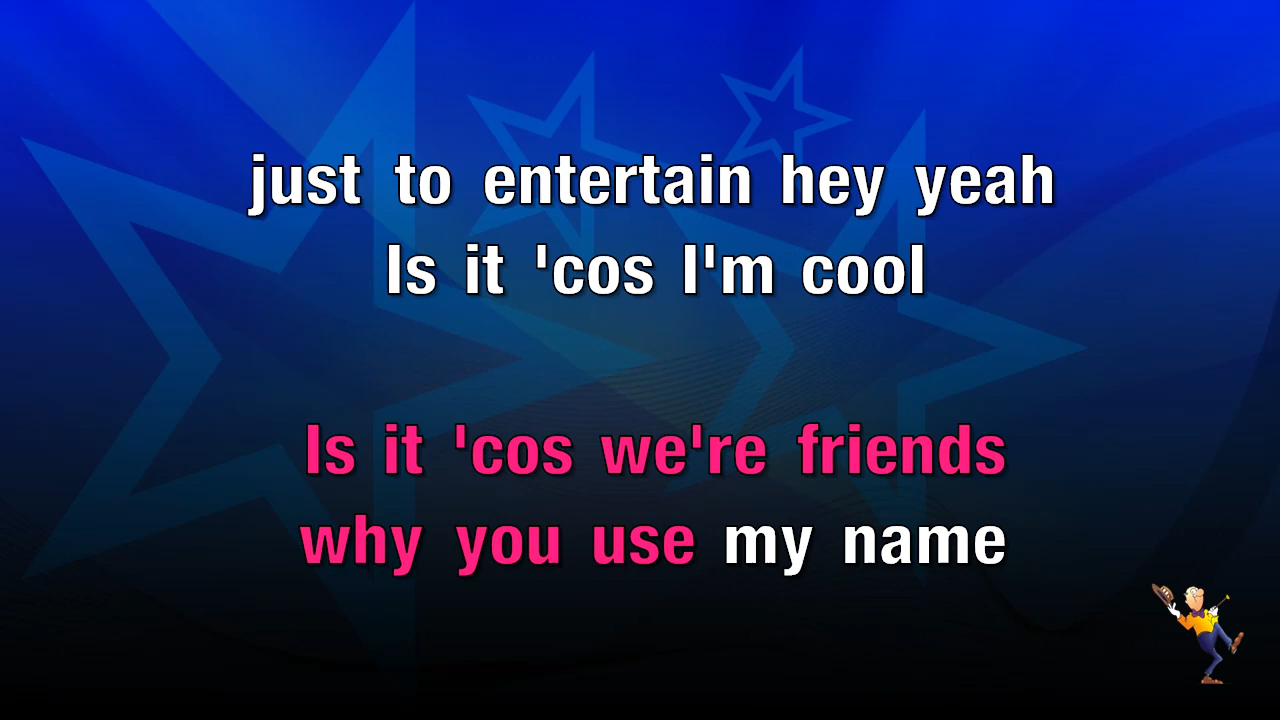 just to entertain hey yeah
Is it 'cos I'm cool
Is it 'cos we're friends
why you use my name